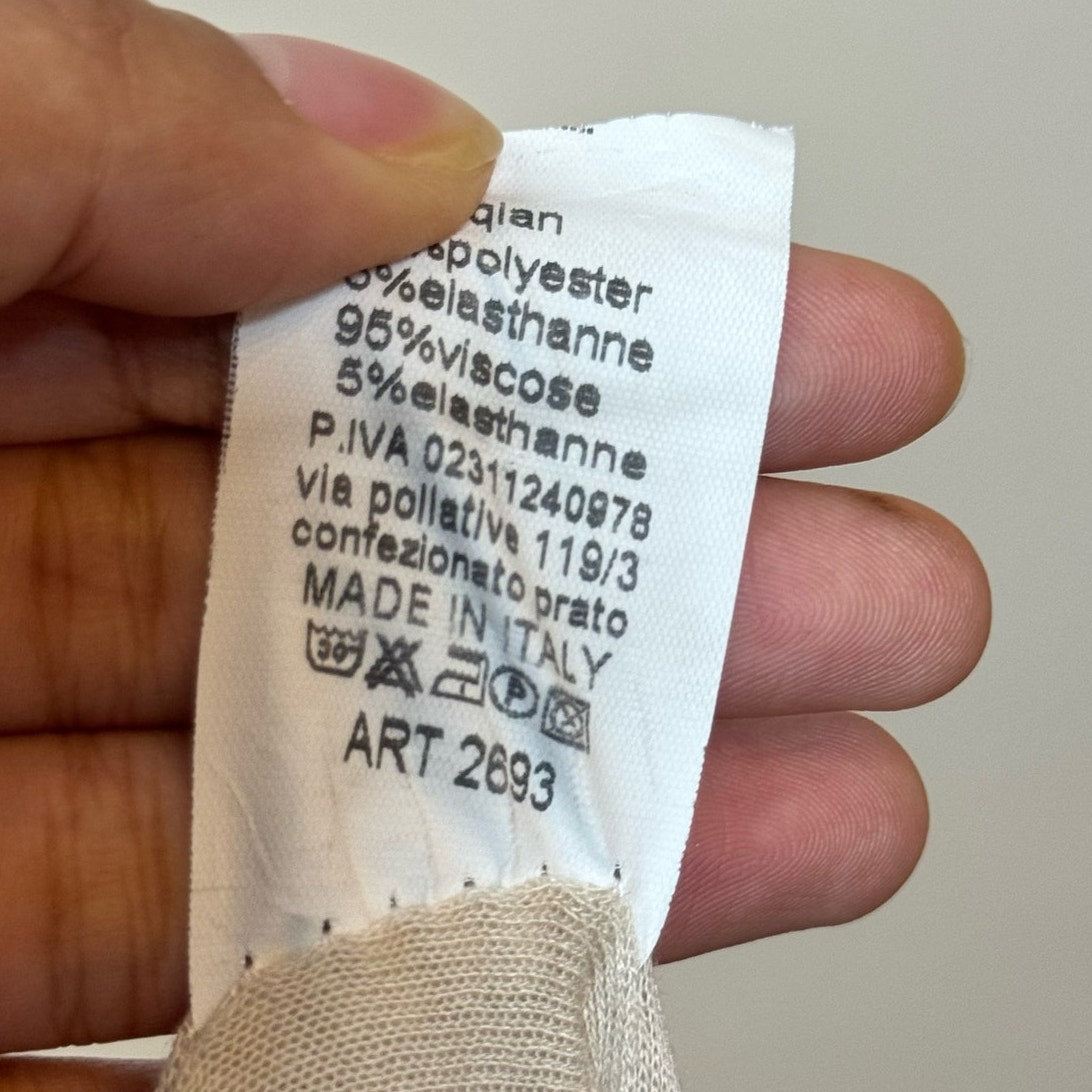 qian
%polyester
5%elasthanne
95%viscose
5%elasthanne
P.IVA 02311240978
via pollative 119/3
confezionato prato
MADE IN ITALY
30°
P
ART 2693